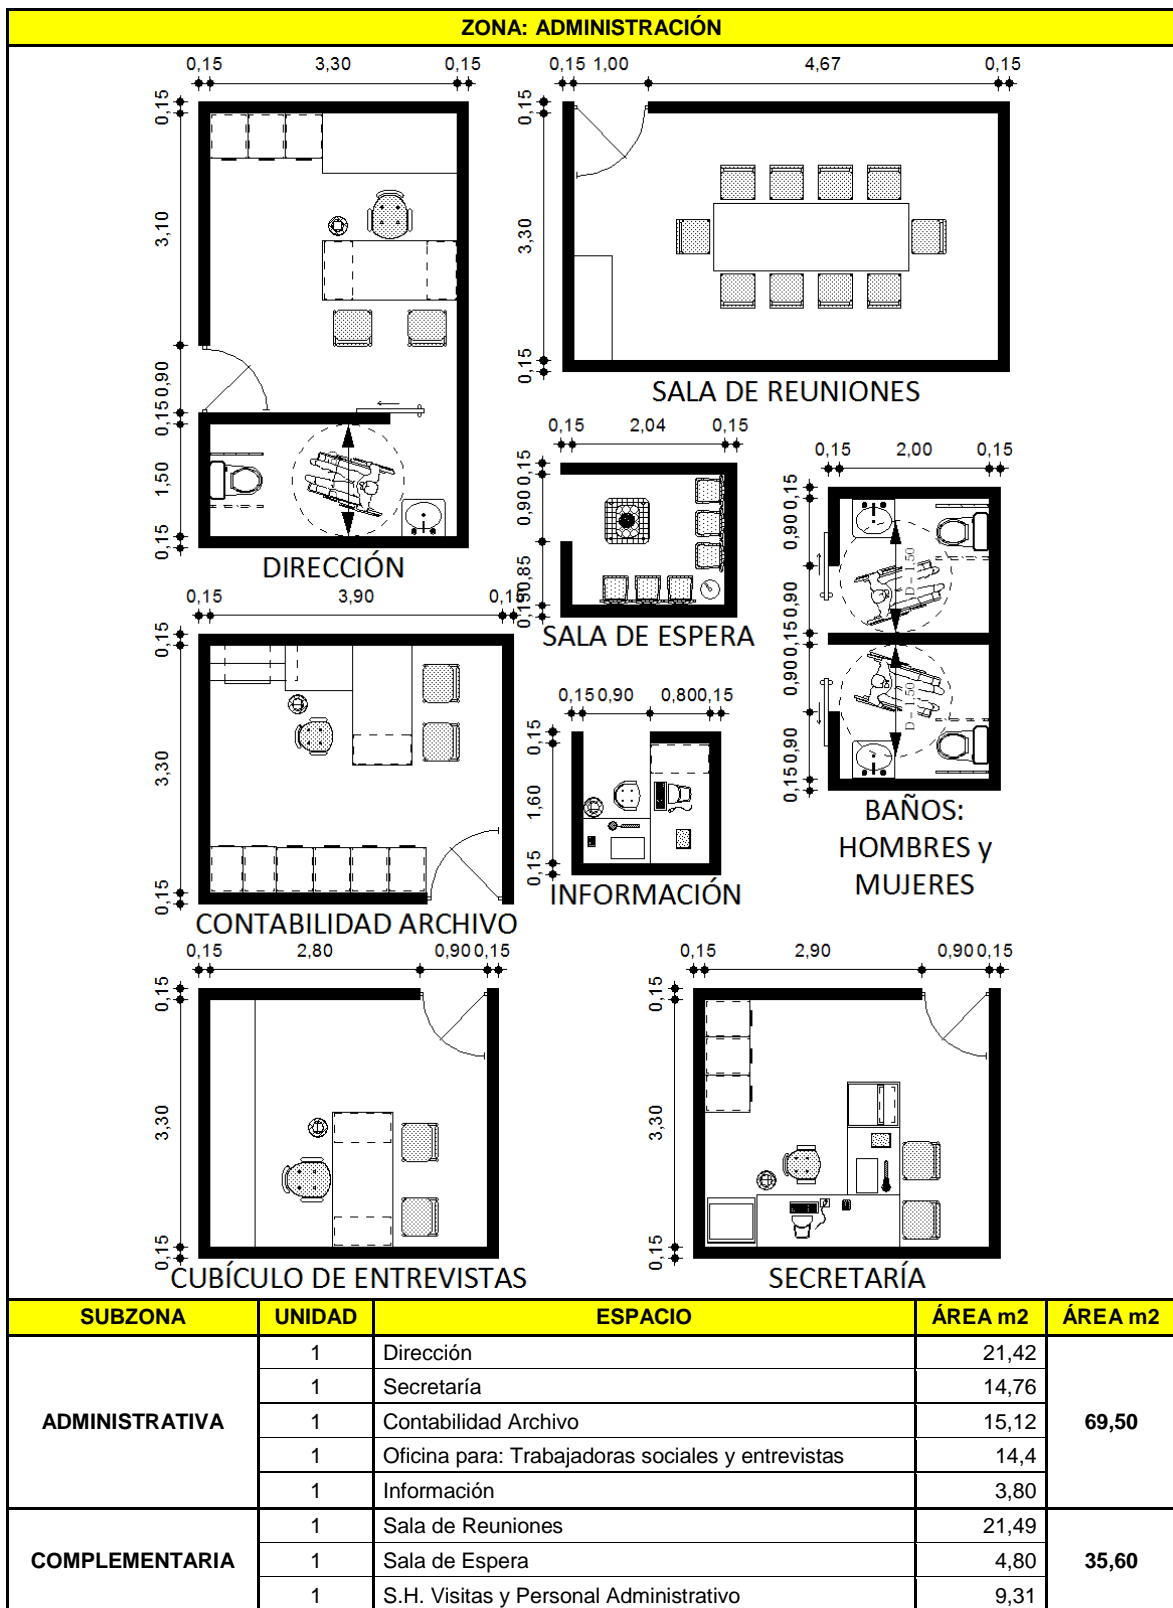 ZONA: ADMINISTRACIÓN
0,15 3,30 0,15
0,15 3,10 0,90 0,15 1,50 0,15
DIRECCIÓN
0,15 1,00 4,67 0,15
0,15 3,30 0,15
SALA DE REUNIONES
0,15 2,04 0,15
0,15 0,90 0,85 0,15
SALA DE ESPERA
0,15 2,00 0,15
0,15 0,90 0,90 0,15 0,90 0,90 0,15
D=1.50
D=1.50
BAÑOS:
HOMBRES y
MUJERES
0,15 3,90 0,15
0,15 3,30 0,15
CONTABILIDAD ARCHIVO
0,15 0,90 0,80 0,15
0,15 1,60 0,15
INFORMACIÓN
0,15 2,80 0,90 0,15
0,15 3,30 0,15
CUBÍCULO DE ENTREVISTAS
0,15 2,90 0,90 0,15
0,15 3,30 0,15
SECRETARÍA
SUBZONA UNIDAD ESPACIO ÁREA m2 ÁREA m2
ADMINISTRATIVA 69,50
1 Dirección 21,42
1 Secretaría 14,76
1 Contabilidad Archivo 15,12
1 Oficina para: Trabajadoras sociales y entrevistas 14,4
1 Información 3,80
COMPLEMENTARIA 35,60
1 Sala de Reuniones 21,49
1 Sala de Espera 4,80
1 S.H. Visitas y Personal Administrativo 9,31